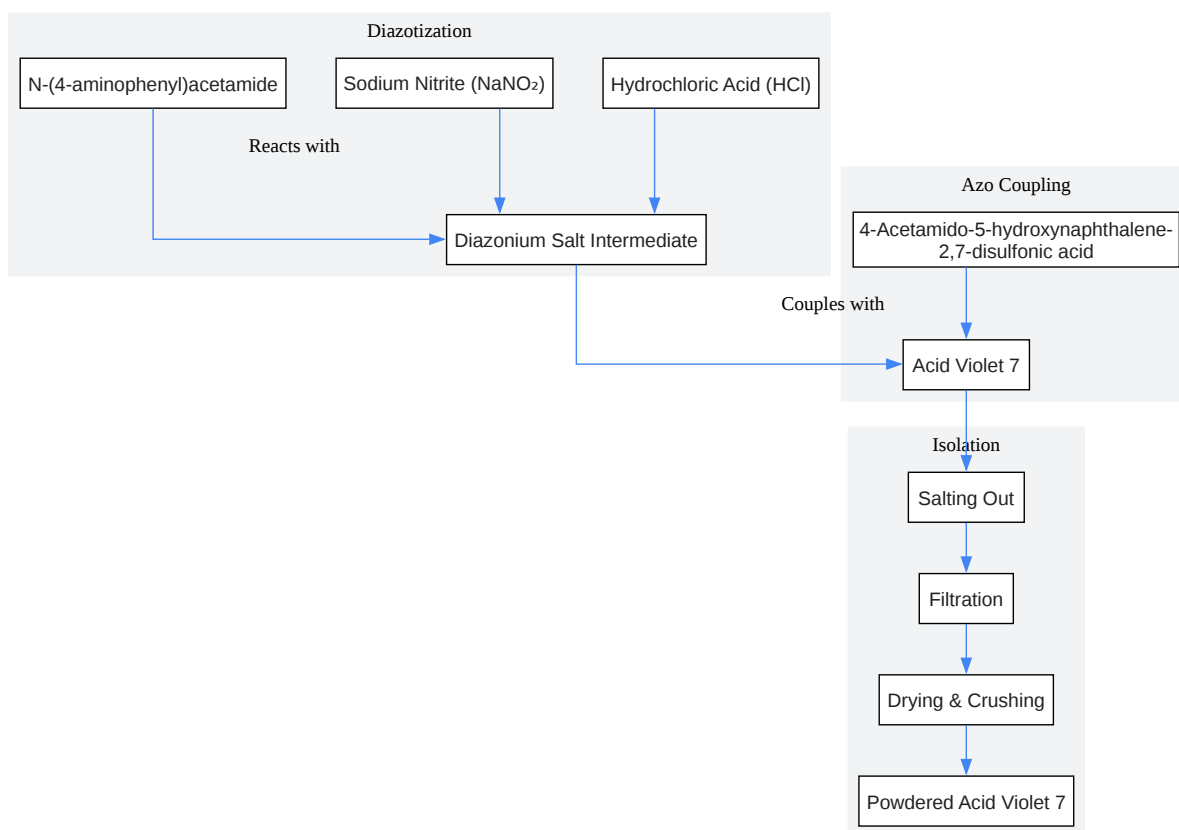 Diazotization
N-(4-aminophenyl)acetamide
Sodium Nitrite (NaNO₂)
Hydrochloric Acid (HCl)
Reacts with
Diazonium Salt Intermediate
Azo Coupling
4-Acetamido-5-hydroxynaphthalene-
2,7-disulfonic acid
Couples with
Acid Violet 7
Isolation
Salting Out
Filtration
Drying & Crushing
Powdered Acid Violet 7